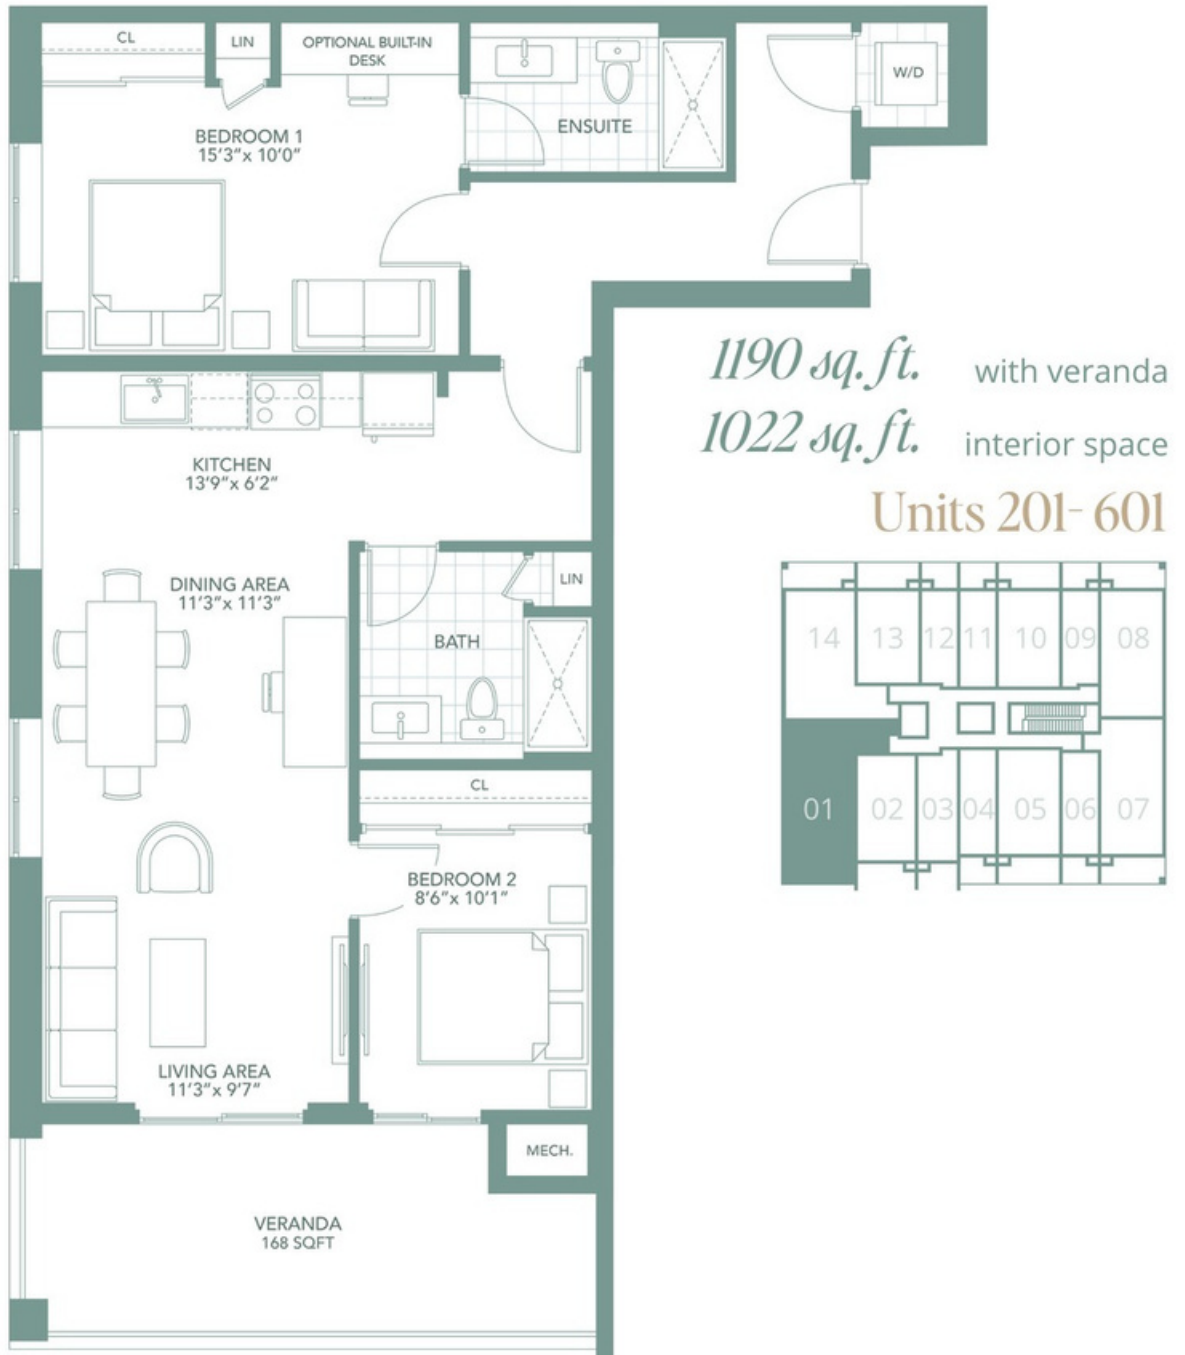 CL
LIN
OPTIONAL BUILT-IN
DESK
W/D
ENSUITE
BEDROOM 1
15'3"x 10'0"
1190 sq. ft. with veranda
1022 sq. ft. interior space
Units 201- 601
KITCHEN
13'9"x 6'2"
DINING AREA
11'3"x 11'3"
LIN
BATH
CL
BEDROOM 2
8'6"x 10'1"
LIVING AREA
11'3"x 9'7"
MECH.
VERANDA
168 SQFT
14 13 12 11 10 09 08
01 02 03 04 05 06 07